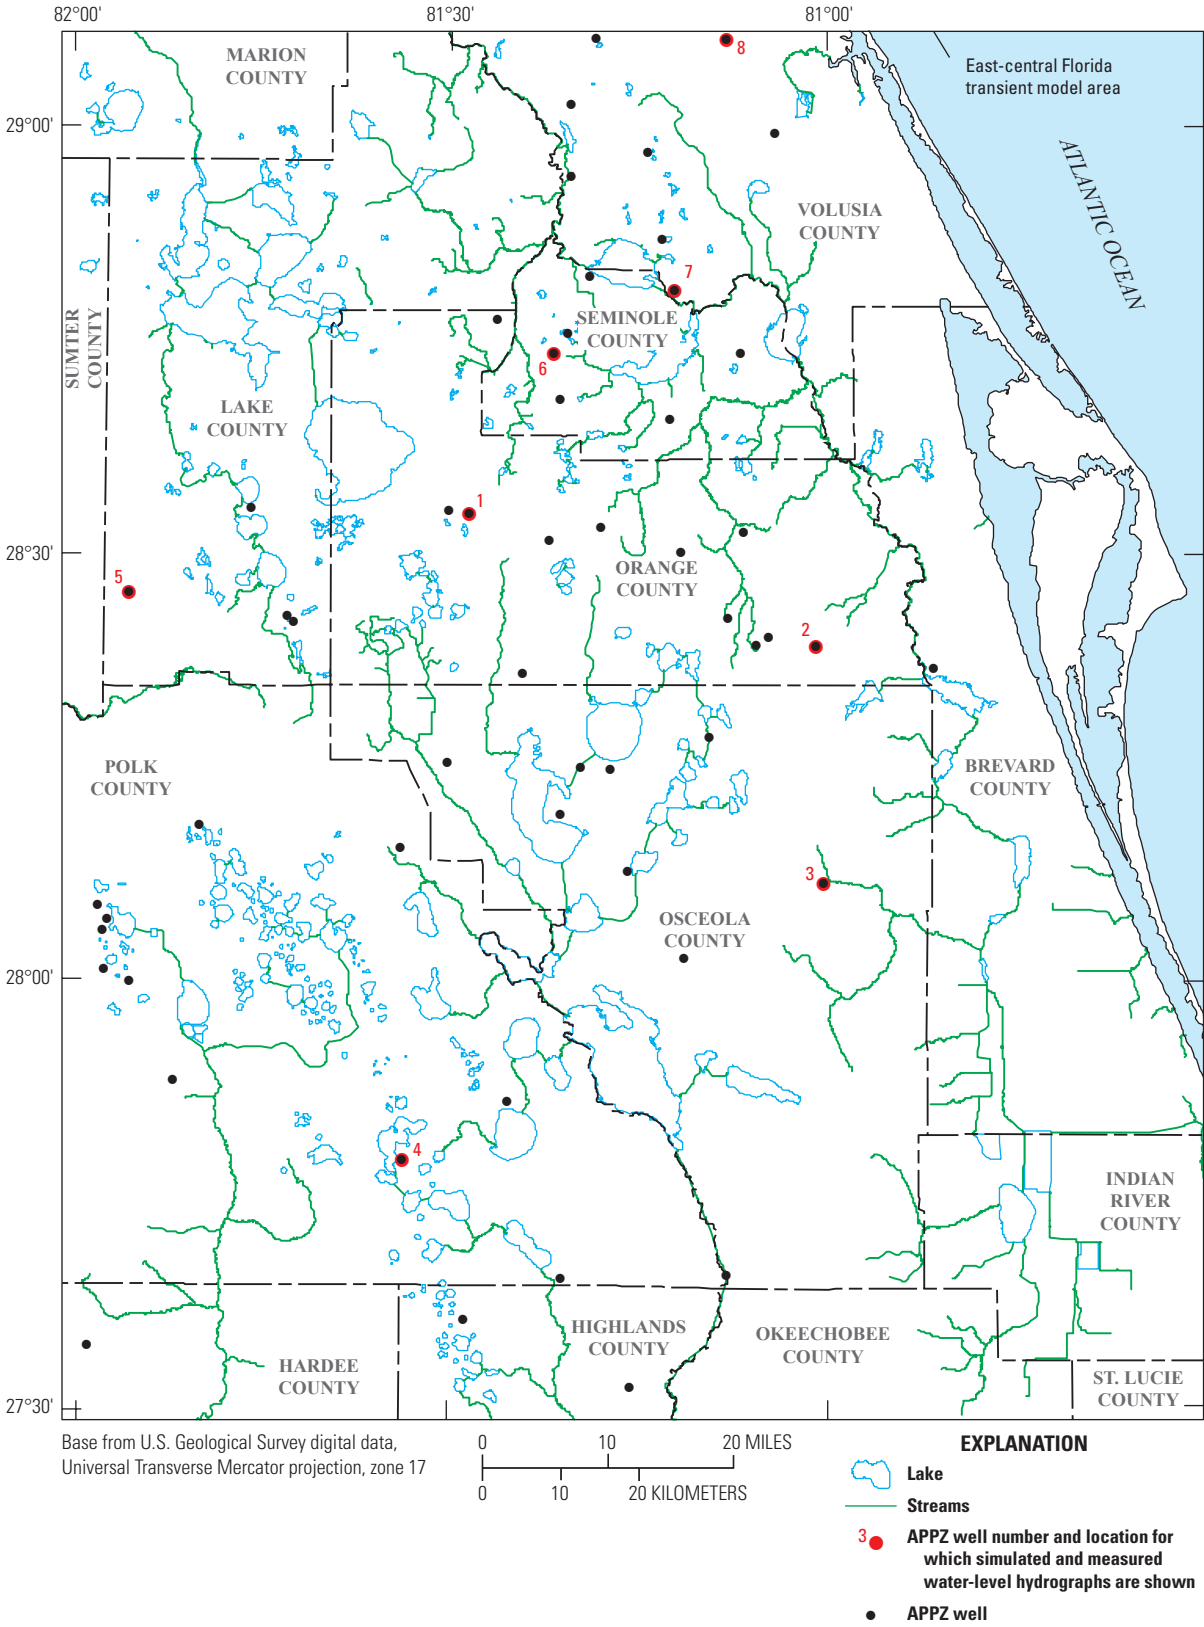 82°00'
81°30'
81°00'
MARION
COUNTY
8
East-central Florida
transient model area
29°00'
ATLANTIC OCEAN
VOLUSIA
COUNTY
7
SUMTER
COUNTY
SEMINOLE
COUNTY
6
LAKE
COUNTY
1
28°30'
ORANGE
COUNTY
5
2
POLK
COUNTY
BREVARD
COUNTY
3
OSCEOLA
COUNTY
28°00'
4
INDIAN
RIVER
COUNTY
HIGHLANDS
COUNTY
OKEECHOBEE
COUNTY
HARDEE
COUNTY
ST. LUCIE
COUNTY
27°30'
Base from U.S. Geological Survey digital data,
Universal Transverse Mercator projection, zone 17
0 10 20 MILES
0 10 20 KILOMETERS
EXPLANATION
Lake
Streams
3 APPZ well number and location for
which simulated and measured
water-level hydrographs are shown
APPZ well